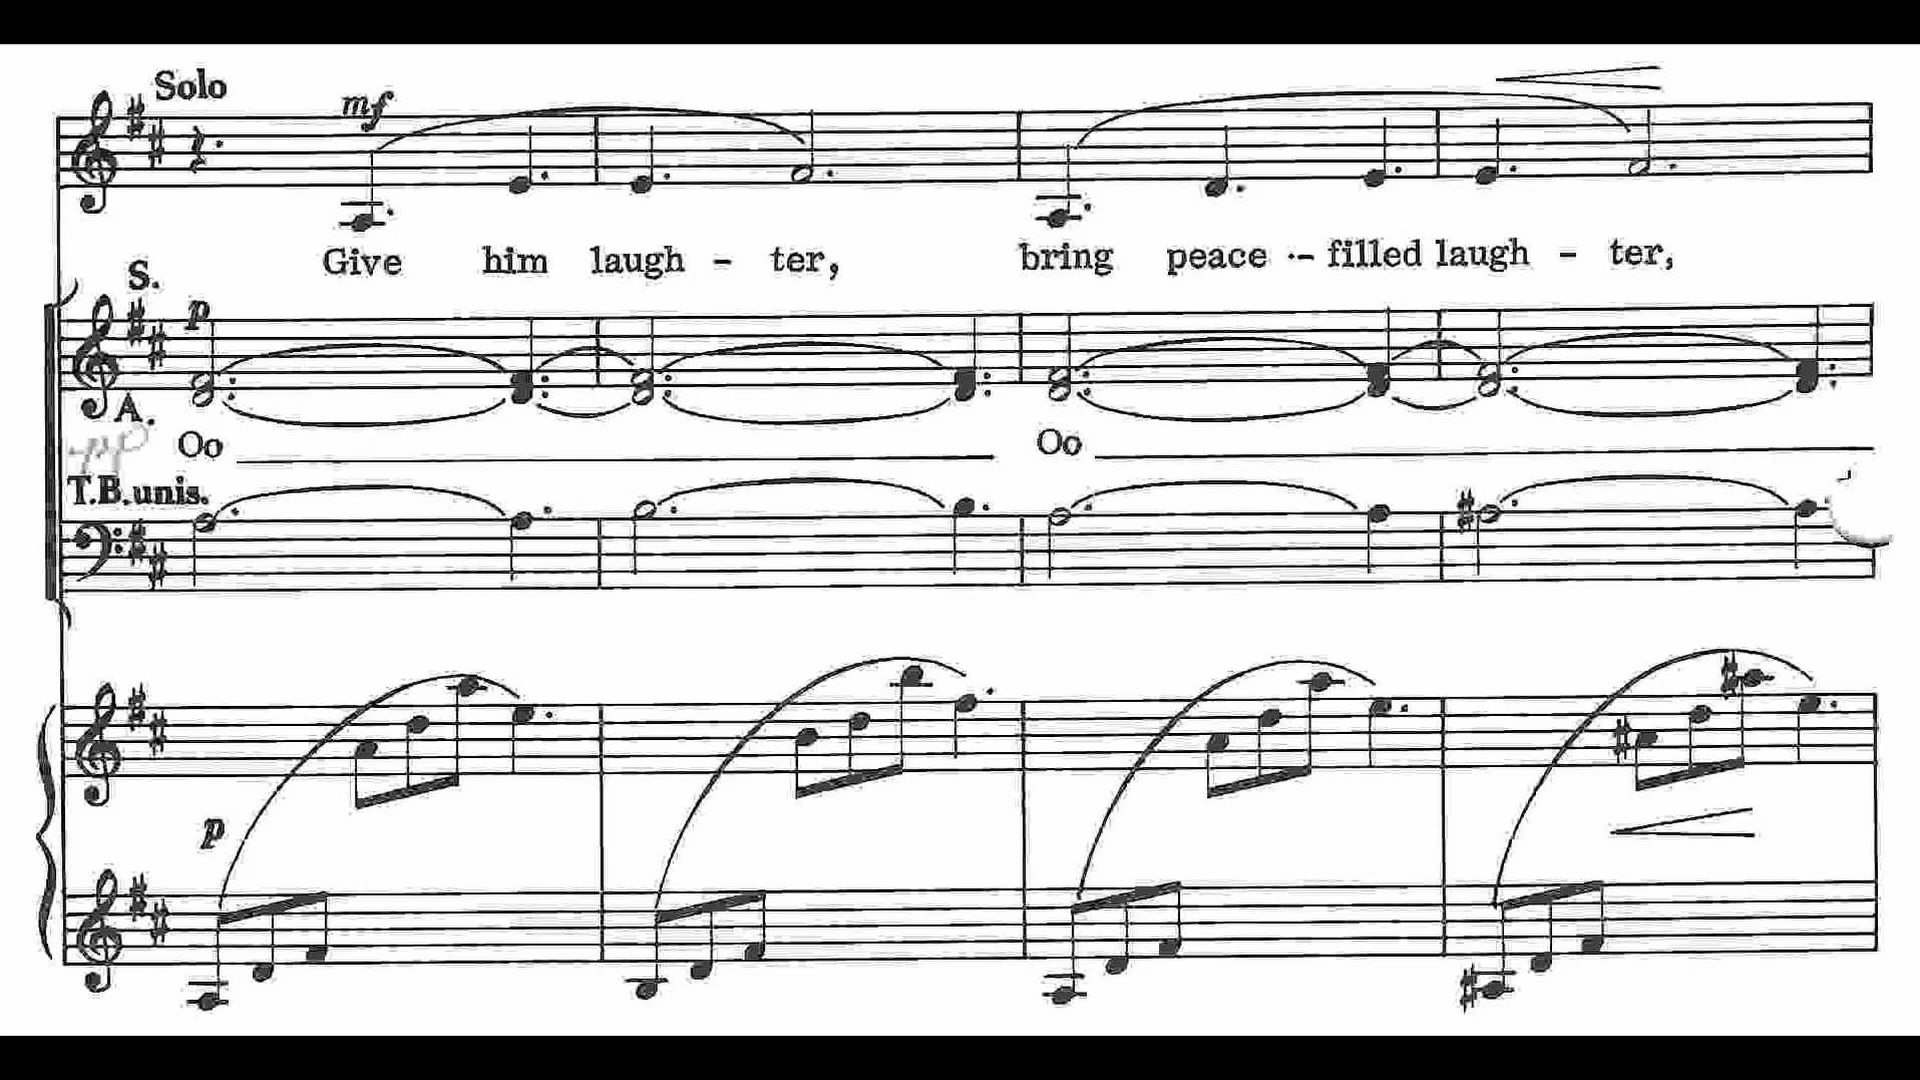 Solo
mf
Give him laugh - ter, bring peace - filled laugh - ter,
S.
p
A.
pp Oo Oo
T.B. unis.
p